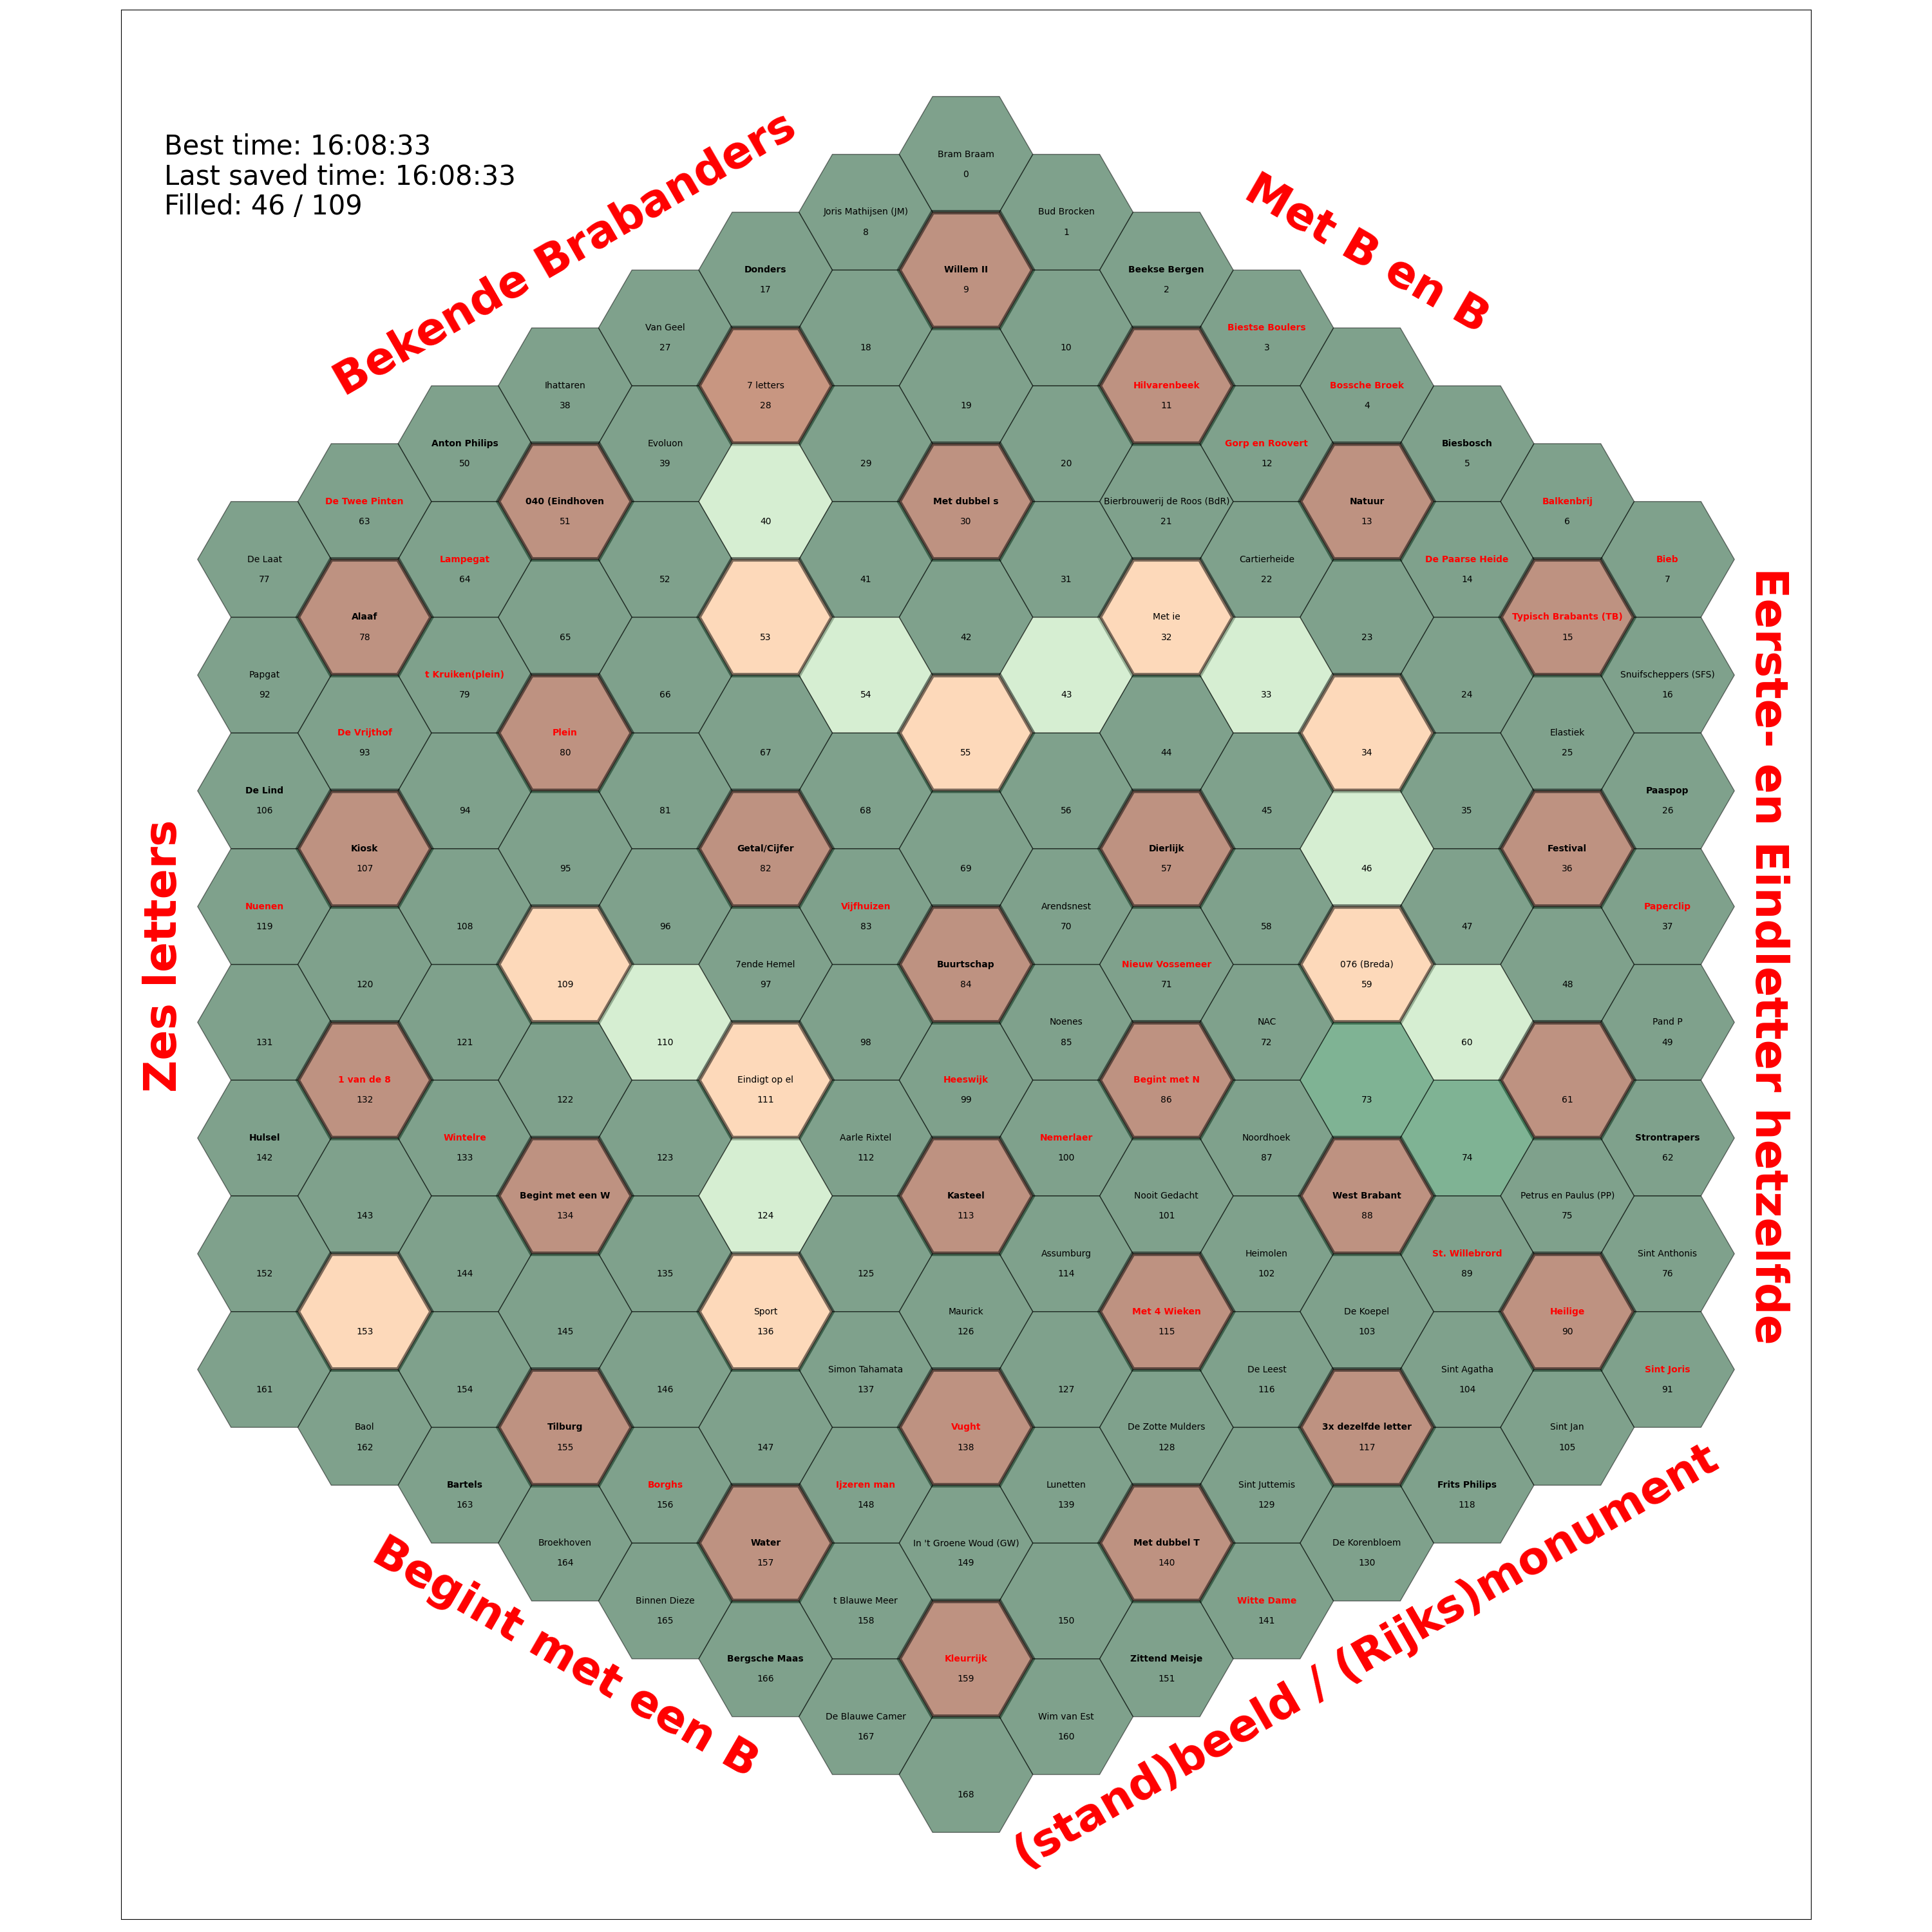 Best time: 16:08:33
Last saved time: 16:08:33
Filled: 46 / 109
Bekende Brabanders
Met B en B
Eerste- en Eindletter hetzelfde
(stand)beeld / (Rijks)monument
Begint met een B
Zes letters
Bram Braam
0
Bud Brocken
1
Beekse Bergen
2
Biestse Boulers
3
Bossche Broek
4
Biesbosch
5
Balkenbrij
6
Bieb
7
Joris Mathijsen (JM)
8
Willem II
9
10
Hilvarenbeek
11
Gorp en Roovert
12
Natuur
13
De Paarse Heide
14
Typisch Brabants (TB)
15
Snuifscheppers (SFS)
16
Donders
17
18
19
20
Bierbrouwerij de Roos (BdR)
21
Cartierheide
22
23
24
Elastiek
25
Paaspop
26
Van Geel
27
7 letters
28
29
Met dubbel s
30
31
Met ie
32
33
34
35
Festival
36
Paperclip
37
Ihattaren
38
Evoluon
39
40
41
42
43
44
45
46
47
48
Pand P
49
Anton Philips
50
040 (Eindhoven
51
52
53
54
55
56
Dierlijk
57
58
076 (Breda)
59
60
61
Strontrapers
62
De Twee Pinten
63
Lampegat
64
65
66
67
68
69
Arendsnest
70
Nieuw Vossemeer
71
NAC
72
73
74
Petrus en Paulus (PP)
75
Sint Anthonis
76
De Laat
77
Alaaf
78
t Kruiken(plein)
79
Plein
80
81
Getal/Cijfer
82
Vijfhuizen
83
Buurtschap
84
Noenes
85
Begint met N
86
Noordhoek
87
West Brabant
88
St. Willebrord
89
Heilige
90
Sint Joris
91
Papgat
92
De Vrijthof
93
94
95
96
7ende Hemel
97
98
Heeswijk
99
Nemerlaer
100
Nooit Gedacht
101
Heimolen
102
De Koepel
103
Sint Agatha
104
Sint Jan
105
De Lind
106
Kiosk
107
108
109
110
Eindigt op el
111
Aarle Rixtel
112
Kasteel
113
Assumburg
114
Met 4 Wieken
115
De Leest
116
3x dezelfde letter
117
Frits Philips
118
Nuenen
119
120
121
122
123
124
125
Maurick
126
127
De Zotte Mulders
128
Sint Juttemis
129
De Korenbloem
130
131
1 van de 8
132
Wintelre
133
Begint met een W
134
135
Sport
136
Simon Tahamata
137
Vught
138
Lunetten
139
Met dubbel T
140
Witte Dame
141
Hulsel
142
143
144
145
146
147
Ijzeren man
148
In 't Groene Woud (GW)
149
150
Zittend Meisje
151
152
153
154
Tilburg
155
Borghs
156
Water
157
t Blauwe Meer
158
Kleurrijk
159
Wim van Est
160
161
Baol
162
Bartels
163
Broekhoven
164
Binnen Dieze
165
Bergsche Maas
166
De Blauwe Camer
167
168